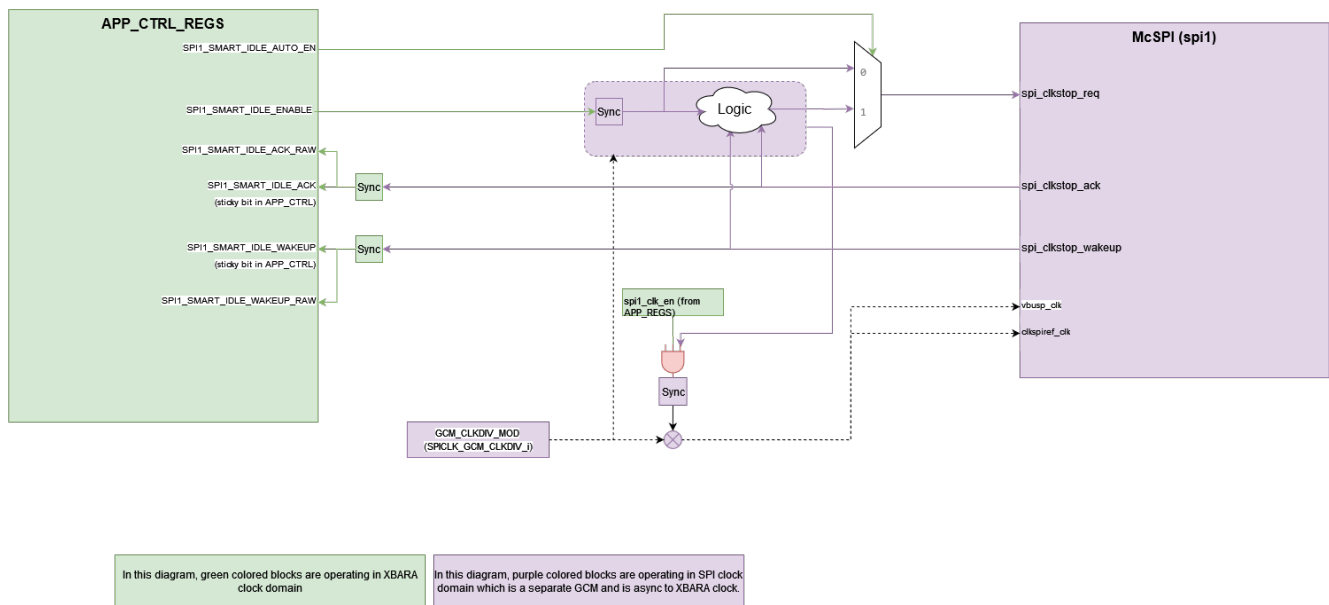 APP_CTRL_REGS
SPI1_SMART_IDLE_AUTO_EN
SPI1_SMART_IDLE_ENABLE
SPI1_SMART_IDLE_ACK_RAW
SPI1_SMART_IDLE_ACK
(sticky bit in APP_CTRL)
SPI1_SMART_IDLE_WAKEUP
(sticky bit in APP_CTRL)
SPI1_SMART_IDLE_WAKEUP_RAW
Sync
Sync
Sync
Logic
0
1
McSPI (spi1)
spi_clkstop_req
spi_clkstop_ack
spi_clkstop_wakeup
vbusp_clk
clkspiref_clk
spi1_clk_en (from
APP_REGS)
Sync
GCM_CLKDIV_MOD
(SPICLK_GCM_CLKDIV_i)
In this diagram, green colored blocks are operating in XBARA
clock domain
In this diagram, purple colored blocks are operating in SPI clock
domain which is a separate GCM and is async to XBARA clock.